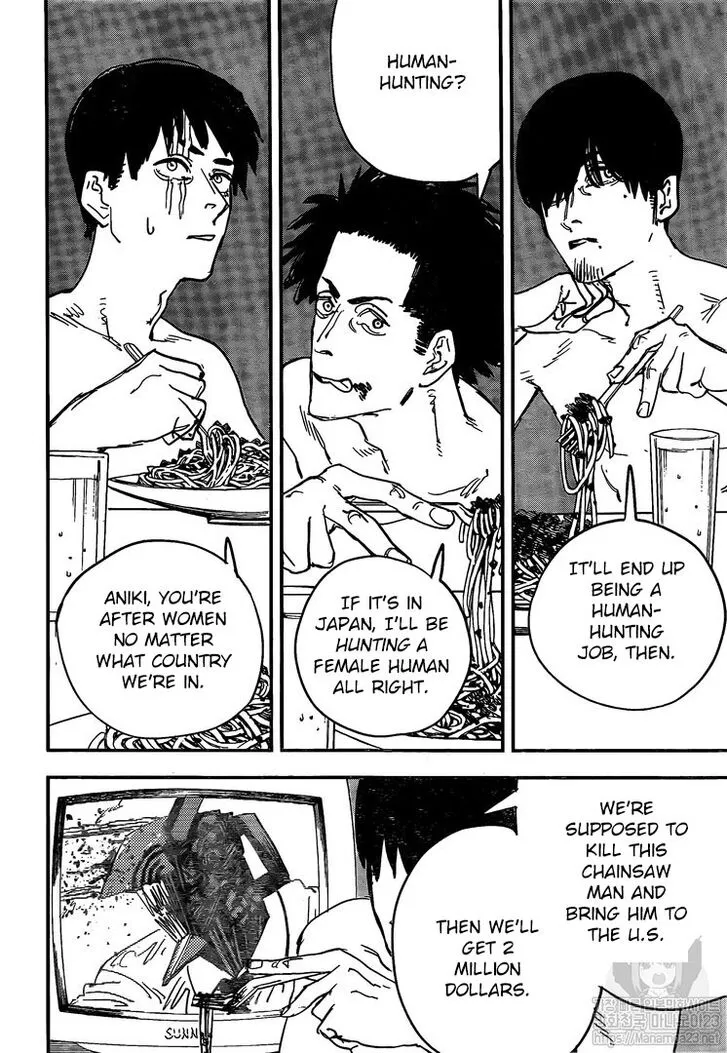 IT'LL END UP
BEING A
HUMAN-
HUNTING
JOB, THEN.
HUMAN-
HUNTING?
IF IT'S IN
JAPAN, I'LL BE
HUNTING A
FEMALE HUMAN
ALL RIGHT.
ANIKI, YOU'RE
AFTER WOMEN
NO MATTER
WHAT COUNTRY
WE'RE IN.
WE'RE
SUPPOSED TO
KILL THIS
CHAINSAW
MAN AND
BRING HIM TO
THE U.S.
THEN WE'LL
GET 2
MILLION
DOLLARS.
SUNN
https://Manamoa23.net